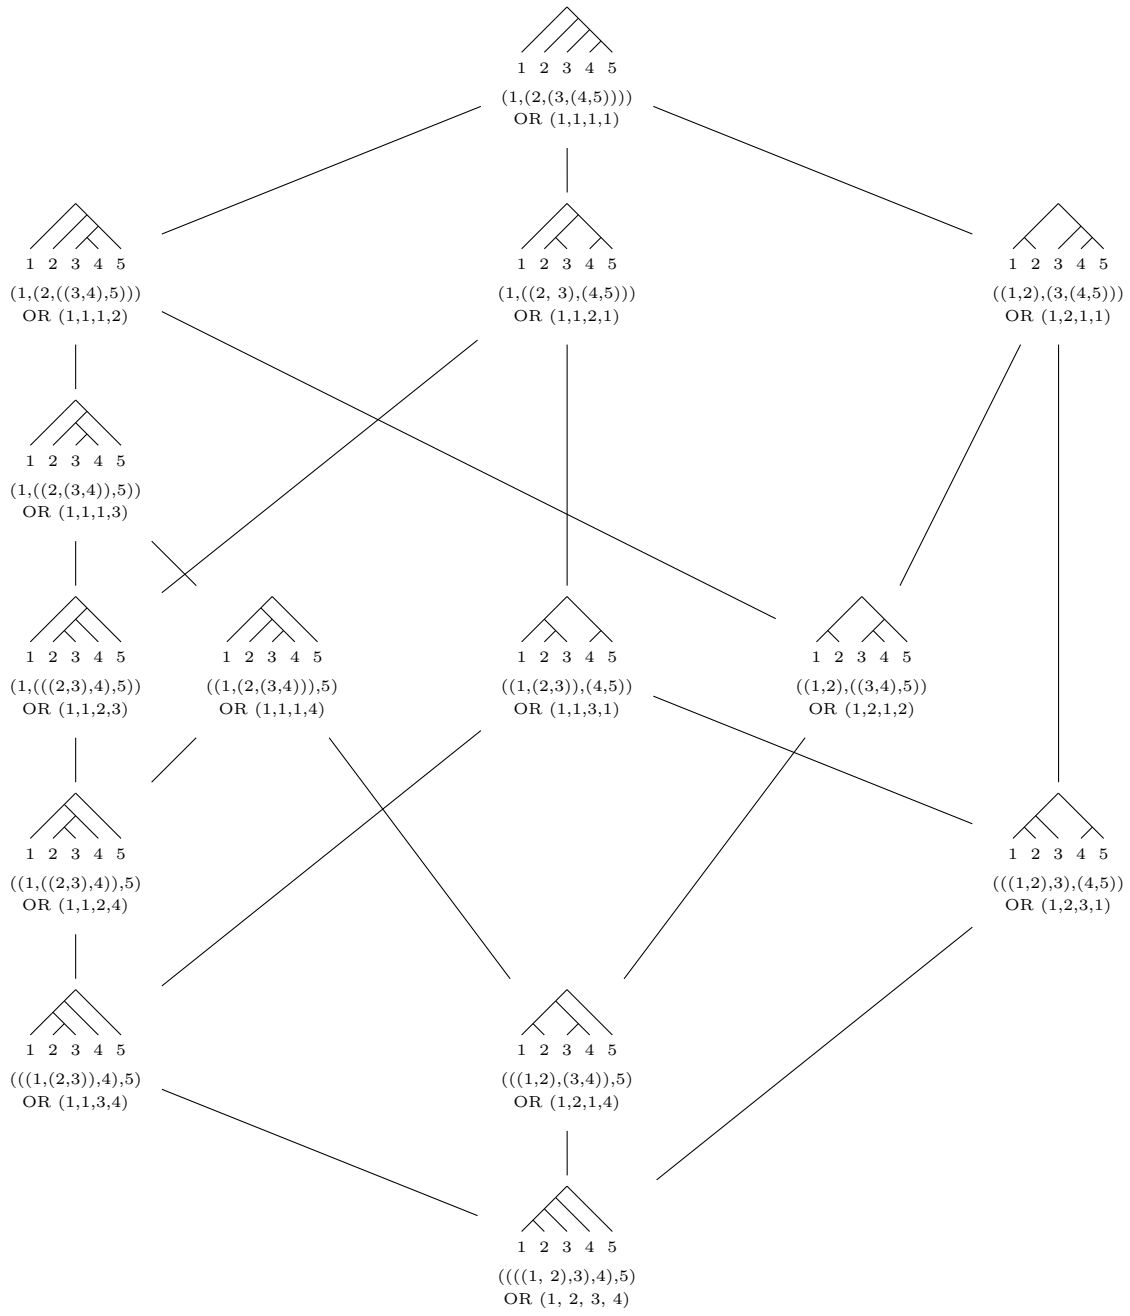 1 2 3 4 5
(1,(2,(3,(4,5))))
OR (1,1,1,1)
1 2 3 4 5
(1,(2,((3,4),5)))
OR (1,1,1,2)
1 2 3 4 5
(1,((2, 3),(4,5)))
OR (1,1,2,1)
1 2 3 4 5
((1,2),(3,(4,5)))
OR (1,2,1,1)
1 2 3 4 5
(1,((2,(3,4)),5))
OR (1,1,1,3)
1 2 3 4 5
(1,(((2,3),4),5))
OR (1,1,2,3)
1 2 3 4 5
((1,(2,(3,4))),5)
OR (1,1,1,4)
1 2 3 4 5
((1,(2,3)),(4,5))
OR (1,1,3,1)
1 2 3 4 5
((1,2),((3,4),5))
OR (1,2,1,2)
1 2 3 4 5
((1,((2,3),4)),5)
OR (1,1,2,4)
1 2 3 4 5
(((1,2),3),(4,5))
OR (1,2,3,1)
1 2 3 4 5
(((1,(2,3)),4),5)
OR (1,1,3,4)
1 2 3 4 5
(((1,2),(3,4)),5)
OR (1,2,1,4)
1 2 3 4 5
((((1, 2),3),4),5)
OR (1, 2, 3, 4)